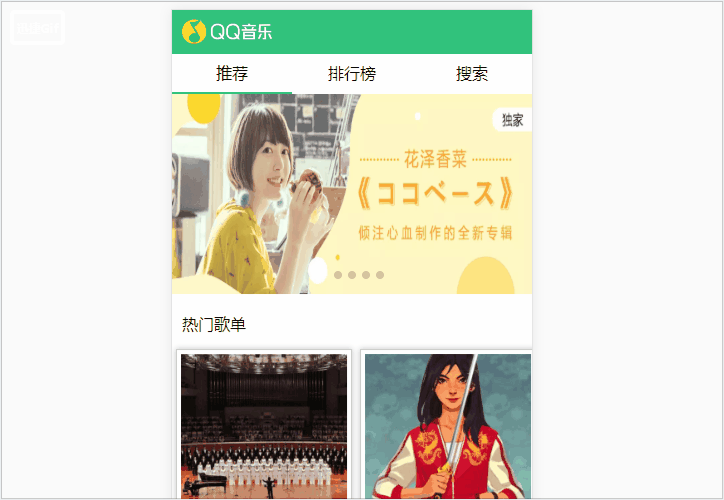 QQ音乐
推荐
排行榜
搜索
独家
花泽香菜
《ココベース》
倾注心血制作的全新专辑
热门歌单